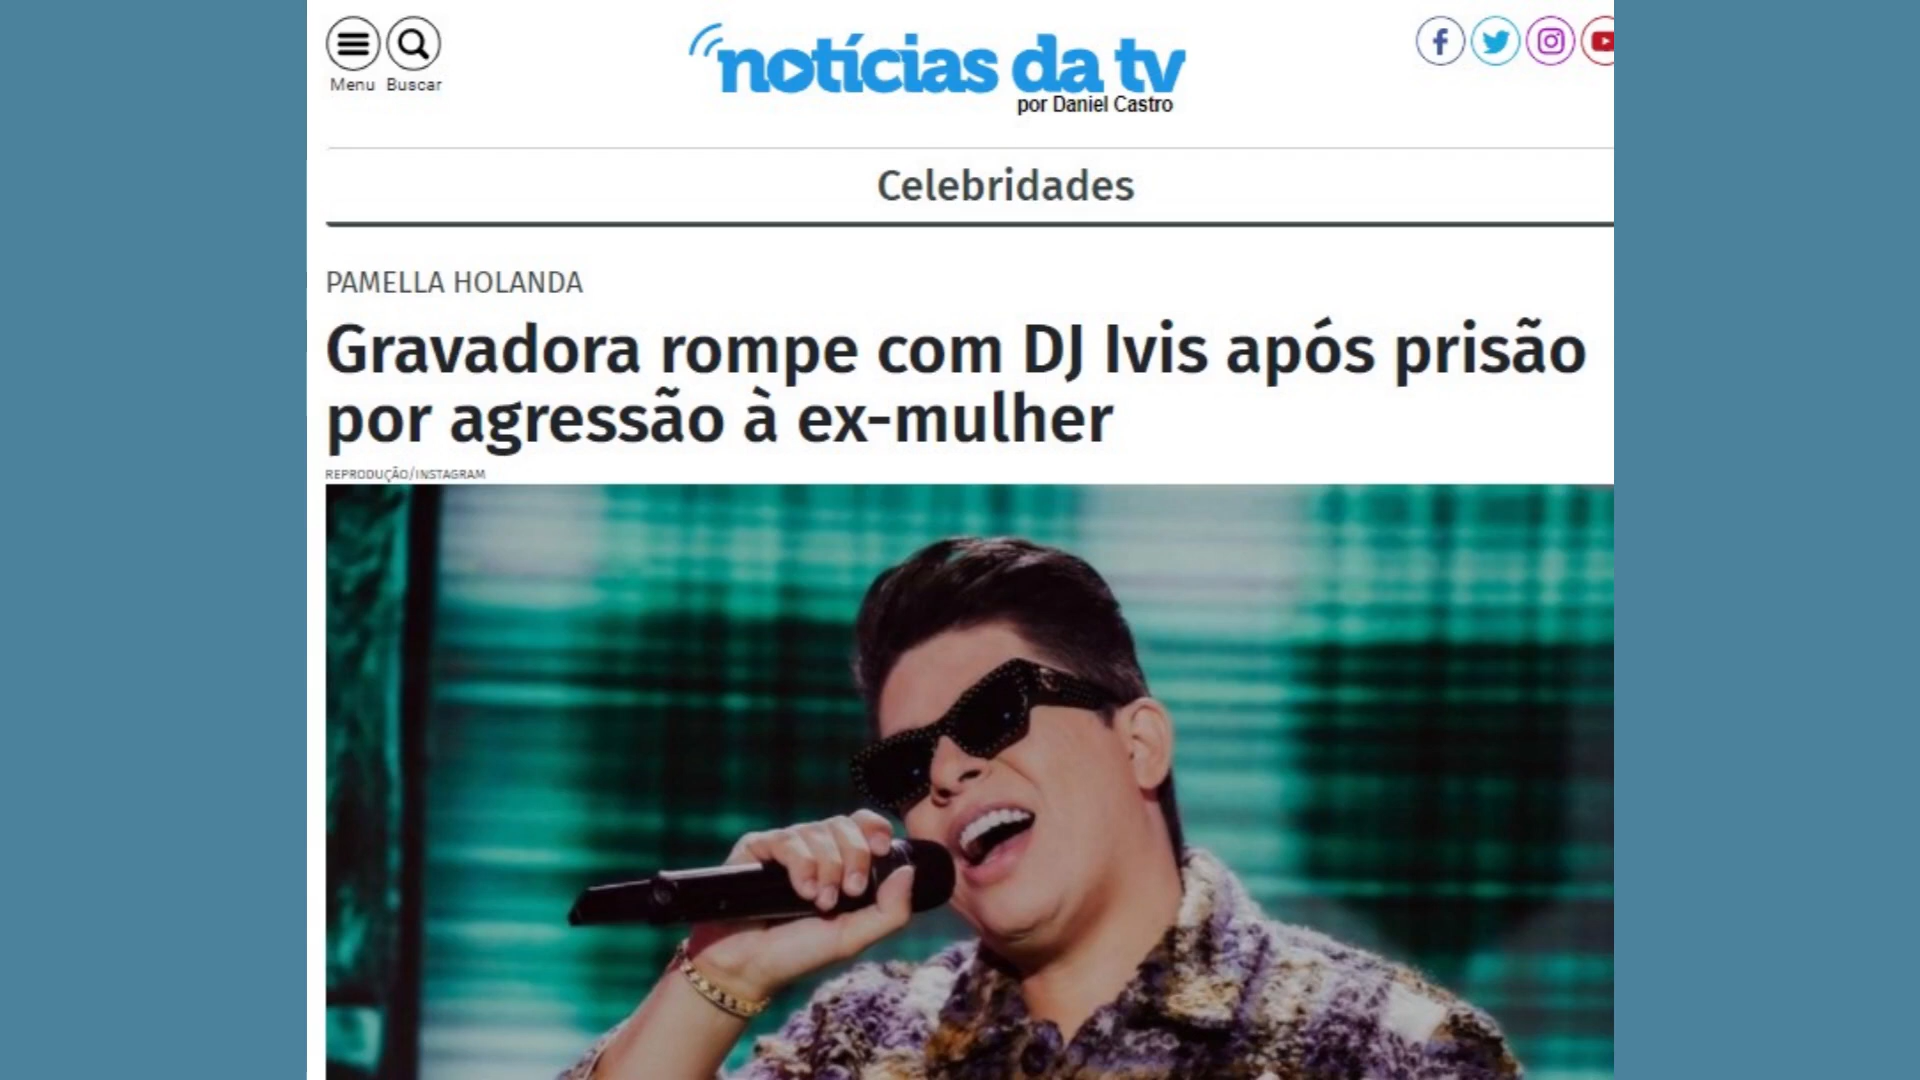 Menu Buscar
notícias da tv
por Daniel Castro
Celebridades
PAMELLA HOLANDA
Gravadora rompe com DJ Ivis após prisão
por agressão à ex-mulher
REPRODUÇÃO/INSTAGRAM